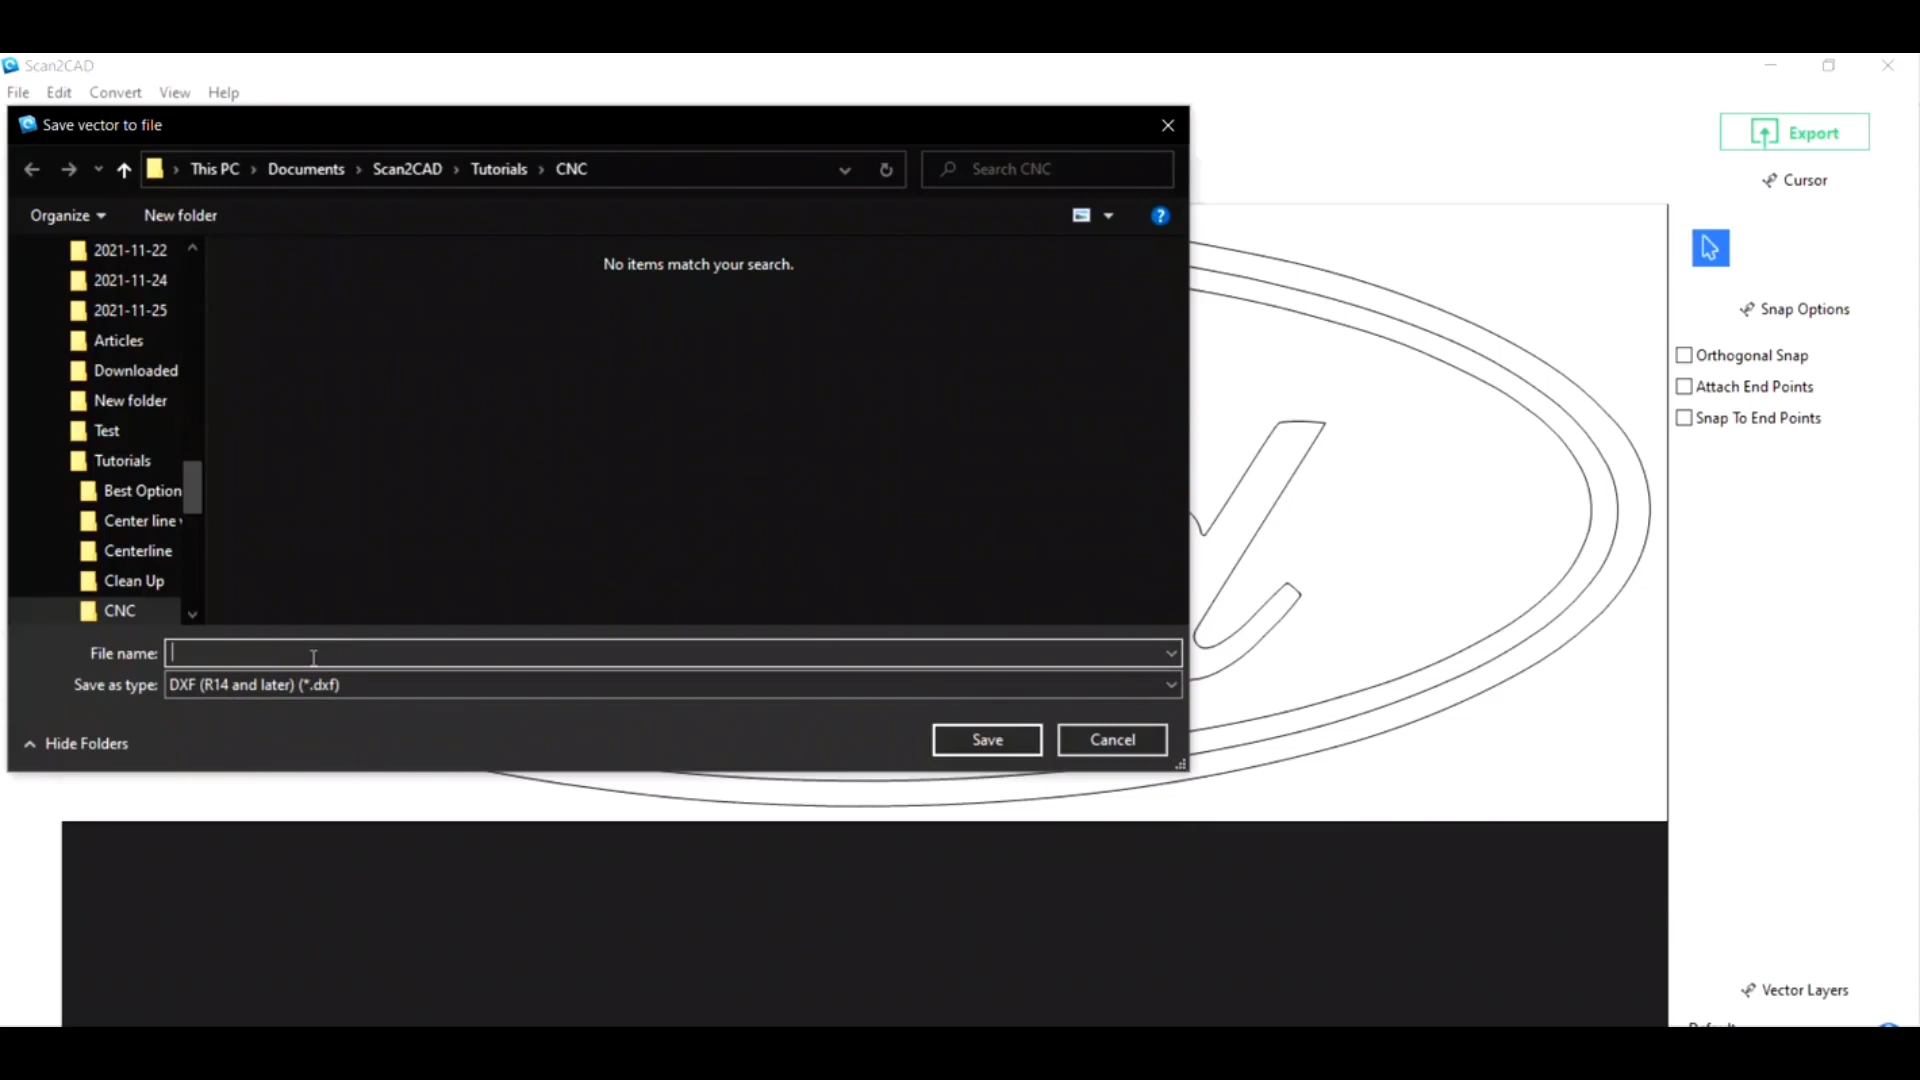 Scan2CAD
File Edit Convert View Help
Save vector to file
This PC > Documents > Scan2CAD > Tutorials > CNC
Search CNC
Export
Cursor
Organize New folder
2021-11-22
2021-11-24
2021-11-25
Articles
Downloaded
New folder
Test
Tutorials
Best Option
Center line
Centerline
Clean Up
CNC
No items match your search.
Snap Options
Orthogonal Snap
Attach End Points
Snap To End Points
File name:
Save as type: DXF (R14 and later) (*.dxf)
Hide Folders
Save Cancel
Vector Layers